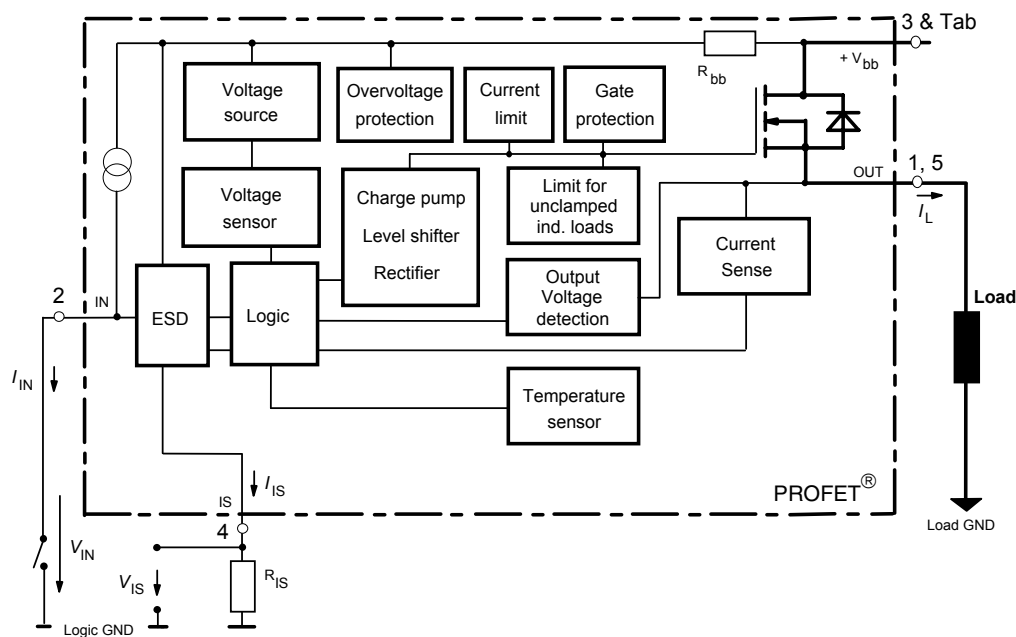 3 & Tab
R bb
+ V bb
Voltage
source
Overvoltage
protection
Current
limit
Gate
protection
Voltage
sensor
Charge pump
Level shifter
Rectifier
Limit for
unclamped
ind. loads
OUT
1, 5
I L
Current
Sense
2
IN
ESD
Logic
Output
Voltage
detection
Load
I IN
Temperature
sensor
I IS
IS
PROFET®
4
Load GND
V IN
V IS
R IS
Logic GND